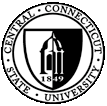 CENTRAL • CONNECTICUT
STATE • UNIVERSITY
1849